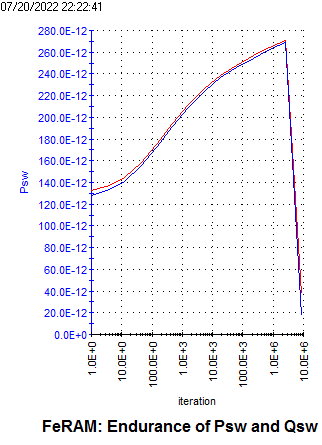 07/20/2022 22:22:41
280.0E-12
260.0E-12
240.0E-12
220.0E-12
200.0E-12
180.0E-12
160.0E-12
140.0E-12
120.0E-12
100.0E-12
80.0E-12
60.0E-12
40.0E-12
20.0E-12
0.0E+0
Psw
1.0E+0
10.0E+0
100.0E+0
1.0E+3
10.0E+3
100.0E+3
1.0E+6
10.0E+6
iteration
FeRAM: Endurance of Psw and Qsw